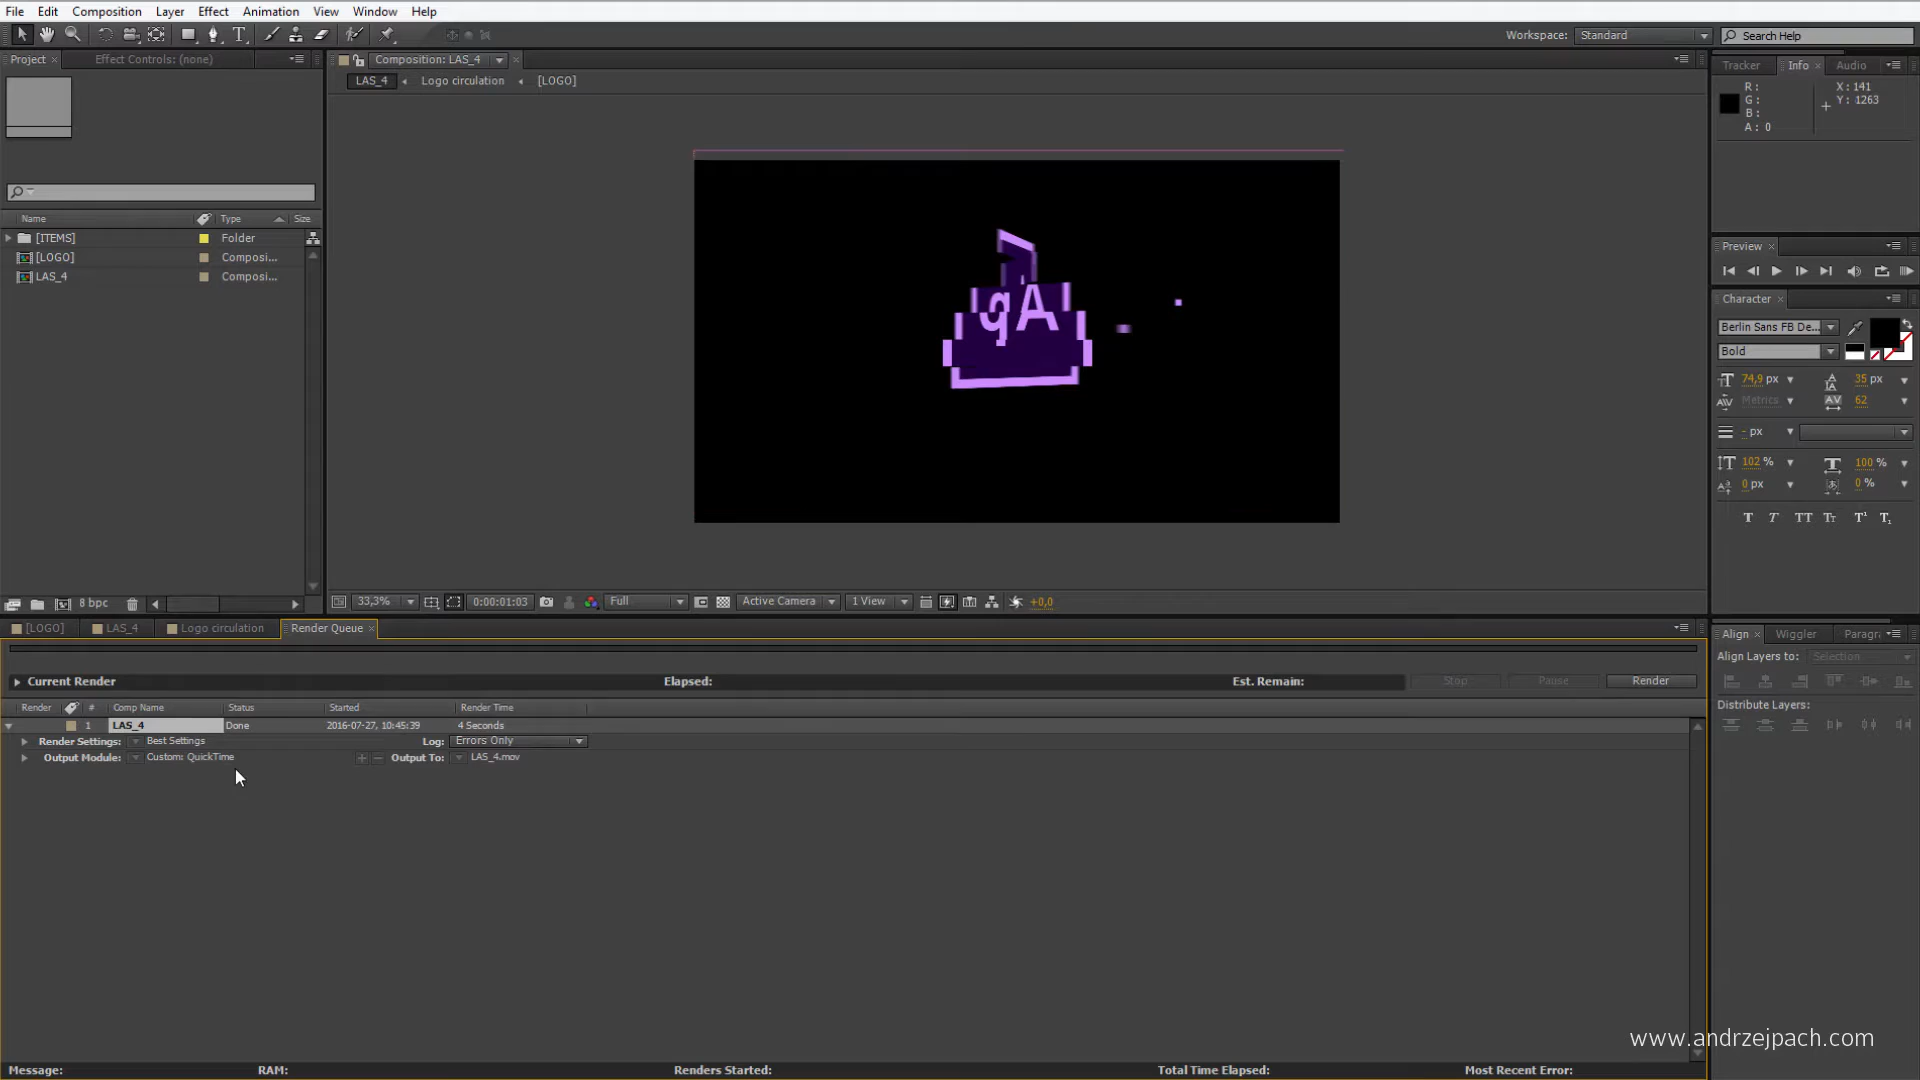 File Edit Composition Layer Effect Animation View Window Help
Workspace: Standard Search Help
Project Effect Controls: (none)
Composition: LAS_4
LAS_4 Logo circulation [LOGO]
Tracker Info Audio
R: X: 141
G: Y: 1263
B:
A: 0
Name Type Size
[ITEMS] Folder
[LOGO] Composi...
LAS_4 Composi...
gA
Preview
Character
Berlin Sans FB De...
Bold
74,9 px 35 px
Metrics 62
- px
102 % 100 %
0 px 0 %
T T TT Tr T¹ T₁
8 bpc
33,3% 0:00:01:03 Full Active Camera 1 View +0,0
[LOGO] LAS_4 Logo circulation Render Queue
Align Wiggler Paragr
Align Layers to: Selection
Distribute Layers:
Current Render Elapsed: Est. Remain: Stop Pause Render
Render # Comp Name Status Started Render Time
1 LAS_4 Done 2016-07-27, 10:45:39 4 Seconds
Render Settings: Best Settings Log: Errors Only
Output Module: Custom: QuickTime Output To: LAS_4.mov
www.andrzejpach.com
Message: RAM: Renders Started: Total Time Elapsed: Most Recent Error: